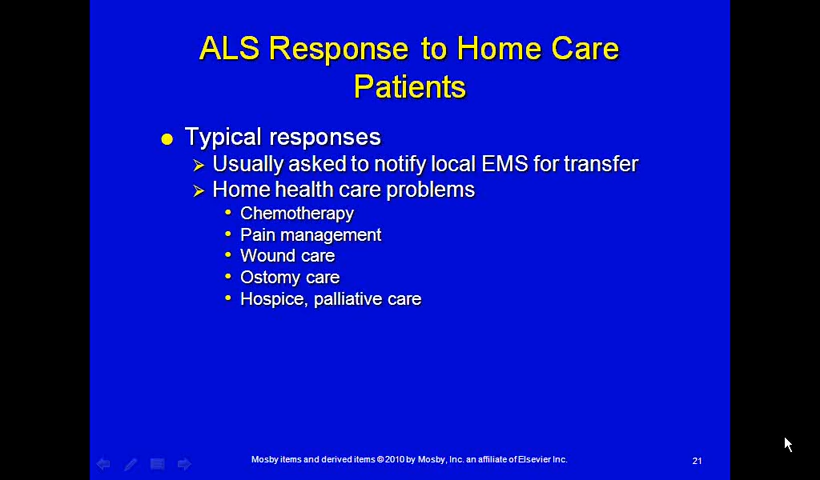 ALS Response to Home Care
Patients
Typical responses
Usually asked to notify local EMS for transfer
Home health care problems
Chemotherapy
Pain management
Wound care
Ostomy care
Hospice, palliative care
Mosby items and derived items © 2010 by Mosby, Inc. an affiliate of Elsevier Inc.
21